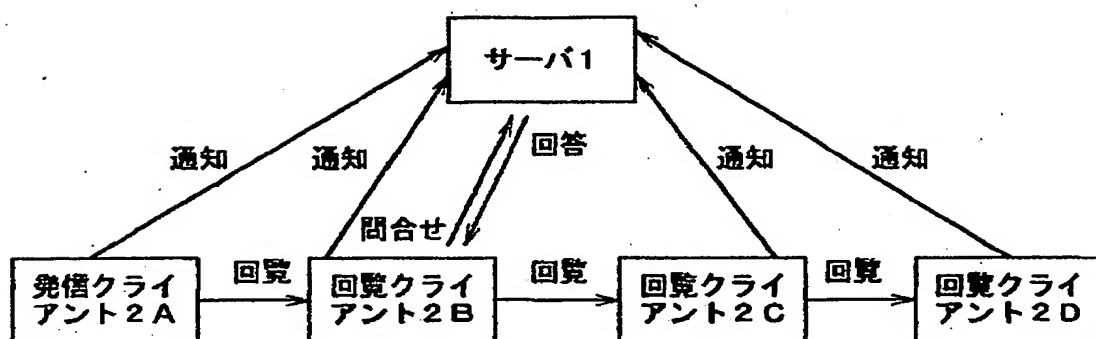 サーバ1
回答
通知
通知
通知
通知
問合せ
回覧
回覧
回覧
発信クライ
アント2A
回覧クライ
アント2B
回覧クライ
アント2C
回覧クライ
アント2D